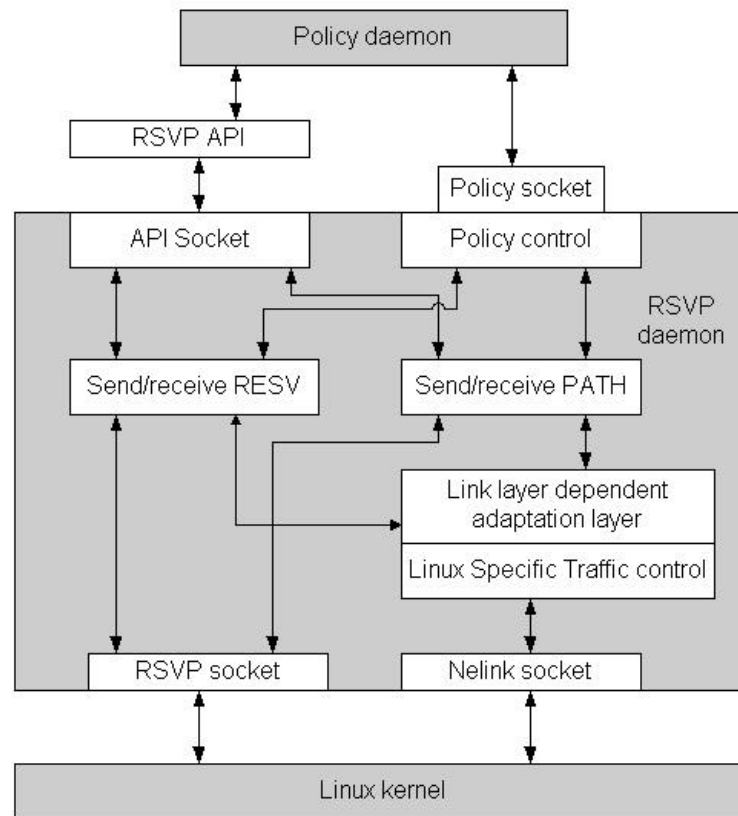 Policy daemon
RSVP API
Policy socket
API Socket
Policy control
RSVP
daemon
Send/receive RESV
Send/receive PATH
Link layer dependent
adaptation layer
Linux Specific Traffic control
RSVP socket
Nelink socket
Linux kernel